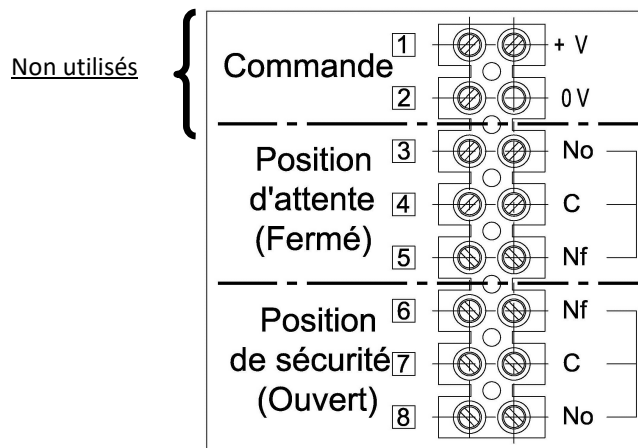 Non utilisés
Commande
1
+ V
2
0 V
Position
d'attente
(Fermé)
3
No
4
C
5
Nf
Position
de sécurité
(Ouvert)
6
Nf
7
C
8
No